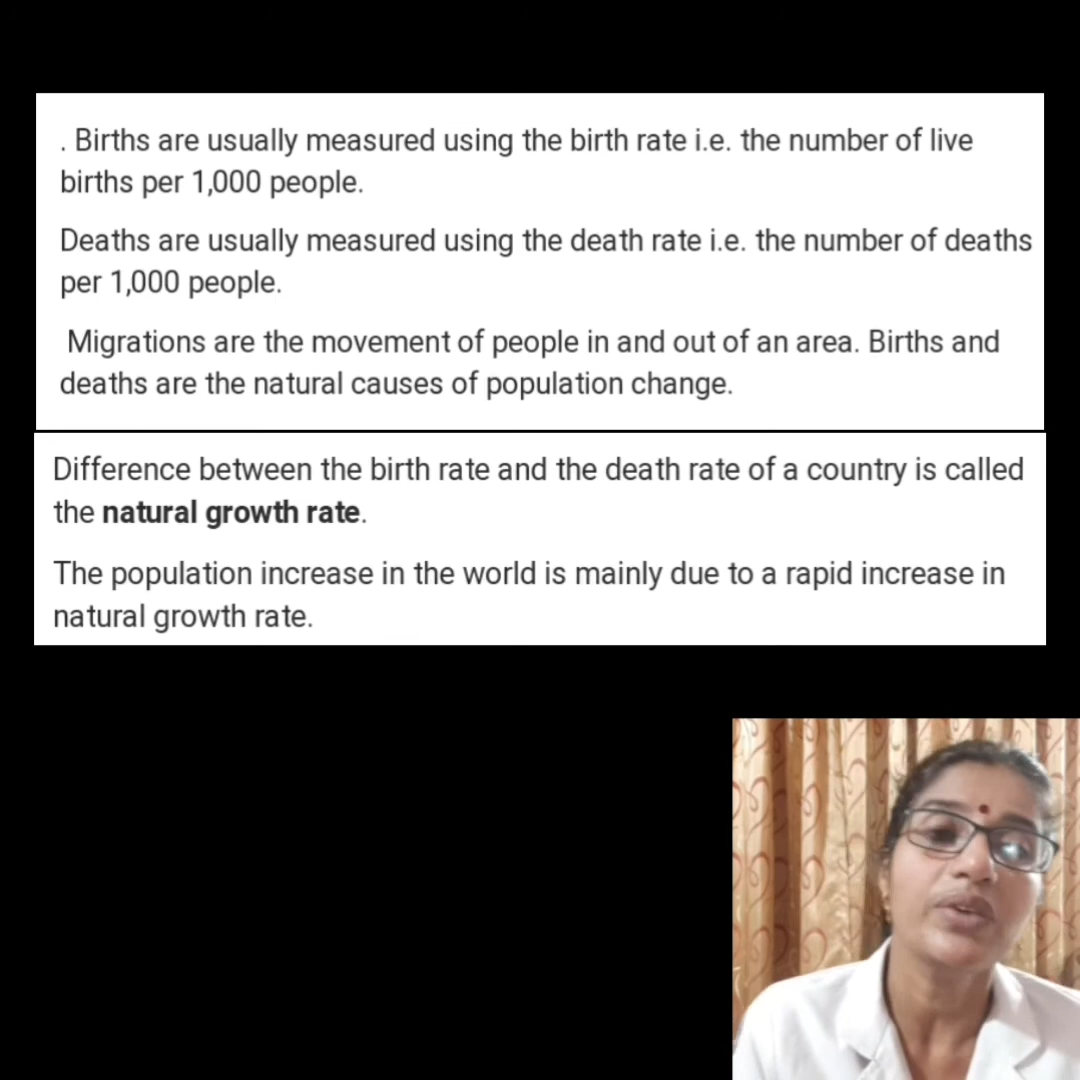 . Births are usually measured using the birth rate i.e. the number of live
births per 1,000 people.
Deaths are usually measured using the death rate i.e. the number of deaths
per 1,000 people.
Migrations are the movement of people in and out of an area. Births and
deaths are the natural causes of population change.
Difference between the birth rate and the death rate of a country is called
the natural growth rate.
The population increase in the world is mainly due to a rapid increase in
natural growth rate.